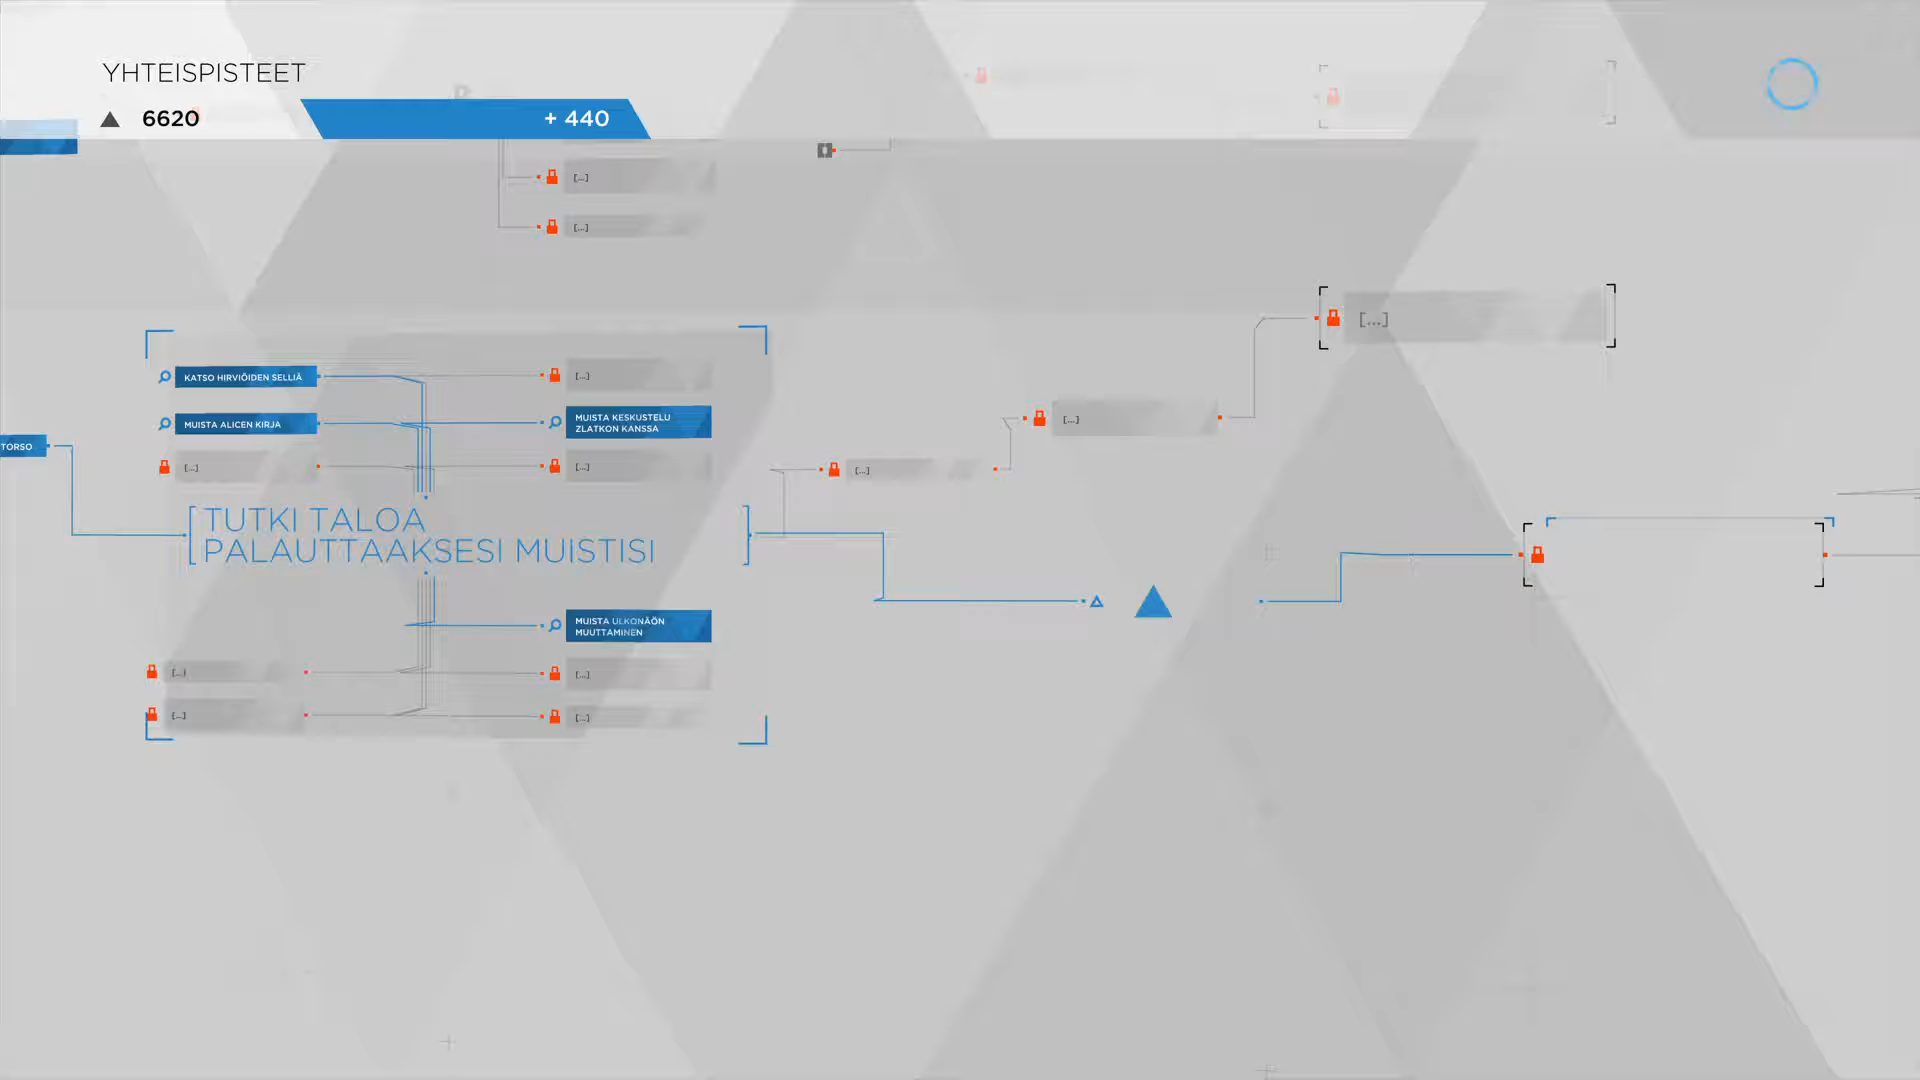 YHTEISPISTEET
6620
+ 440
[...]
[...]
[...]
KATSO HIRVIÖIDEN SELLIÄ
[...]
MUISTA ALICEN KIRJA
MUISTA KESKUSTELU
ZLATKON KANSSA
[...]
TORSO
[...]
[...]
[...]
[...]
TUTKI TALOA
PALAUTTAAKSESI MUISTISI
MUISTA ULKONÄÖN
MUUTTAMINEN
[...]
[...]
[...]
[...]